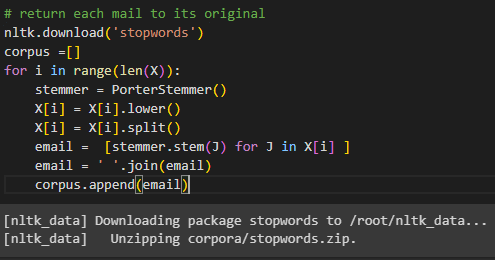 # return each mail to its original
nltk.download('stopwords')
corpus =[]
for i in range(len(X)):
    stemmer = PorterStemmer()
    X[i] = X[i].lower()
    X[i] = X[i].split()
    email =  [stemmer.stem(J) for J in X[i] ]
    email = ' '.join(email)
    corpus.append(email)
[nltk_data] Downloading package stopwords to /root/nltk_data...
[nltk_data]   Unzipping corpora/stopwords.zip.